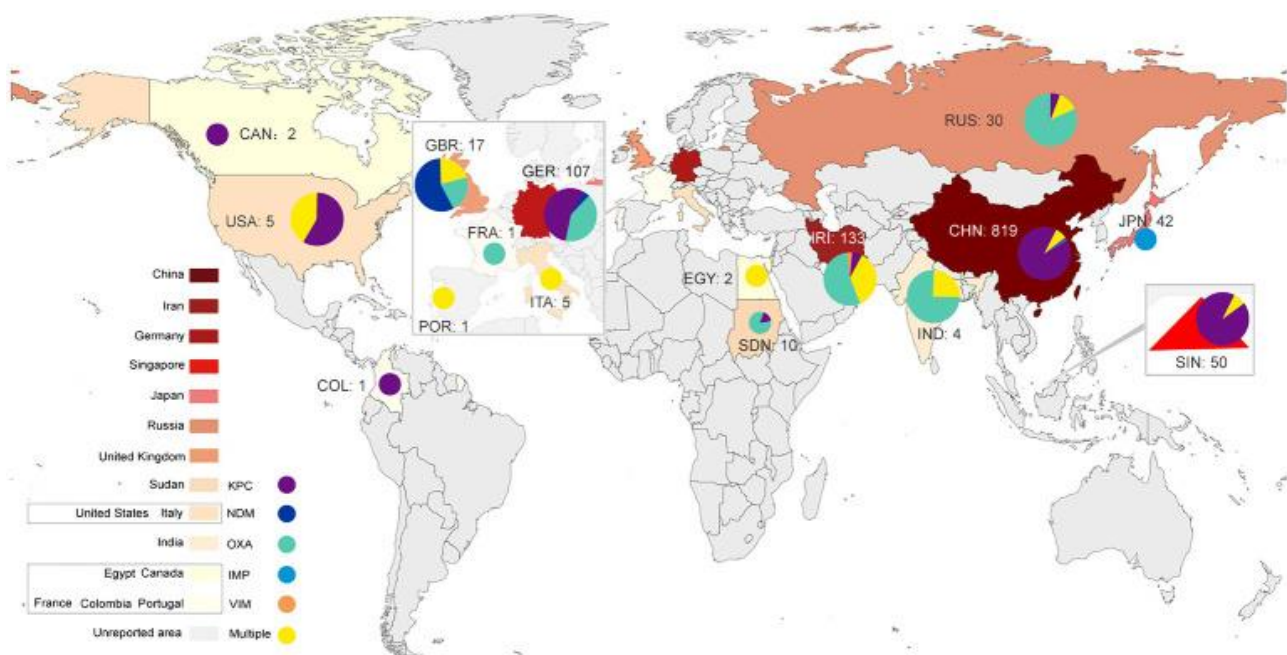 CAN: 2
USA: 5
COL: 1
GBR: 17
GER: 107
FRA: 1
ITA: 5
POR: 1
RUS: 30
CHN: 819
JPN: 42
IRI: 133
EGY: 2
SDN: 10
IND: 4
SIN: 50
China
Iran
Germany
Singapore
Japan
Russia
United Kingdom
Sudan KPC
United States Italy NDM
India OXA
Egypt Canada IMP
France Colombia Portugal VIM
Unreported area Multiple